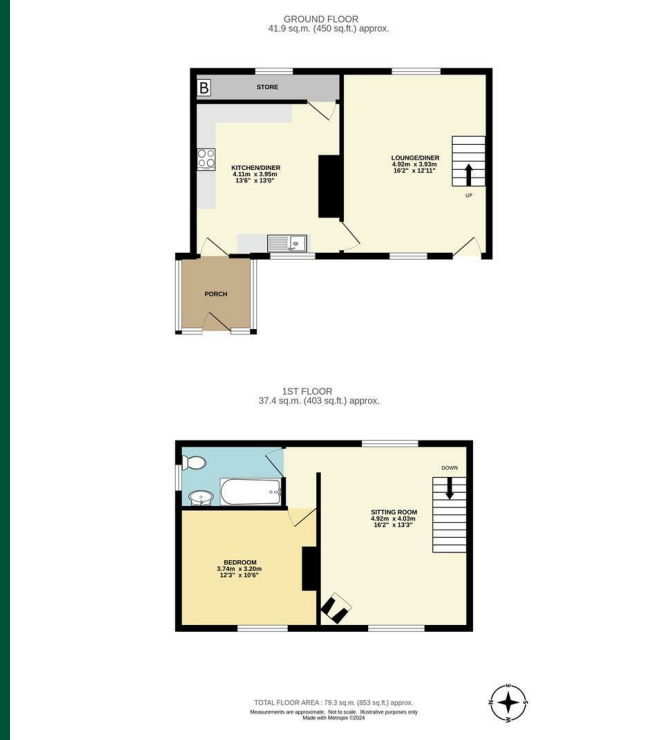 GROUND FLOOR
41.9 sq.m. (450 sq.ft.) approx.
B
STORE
KITCHEN/DINER
4.11m x 3.95m
13'6" x 13'0"
LOUNGE/DINER
4.92m x 3.93m
16'2" x 12'11"
UP
PORCH
1ST FLOOR
37.4 sq.m. (403 sq.ft.) approx.
DOWN
SITTING ROOM
4.92m x 4.03m
16'2" x 13'3"
BEDROOM
3.74m x 3.20m
12'3" x 10'6"
TOTAL FLOOR AREA : 79.3 sq.m. (853 sq.ft.) approx.
Measurements are approximate. Not to scale. Illustrative purposes only
Made with Metropix ©2024
E
N
S
W